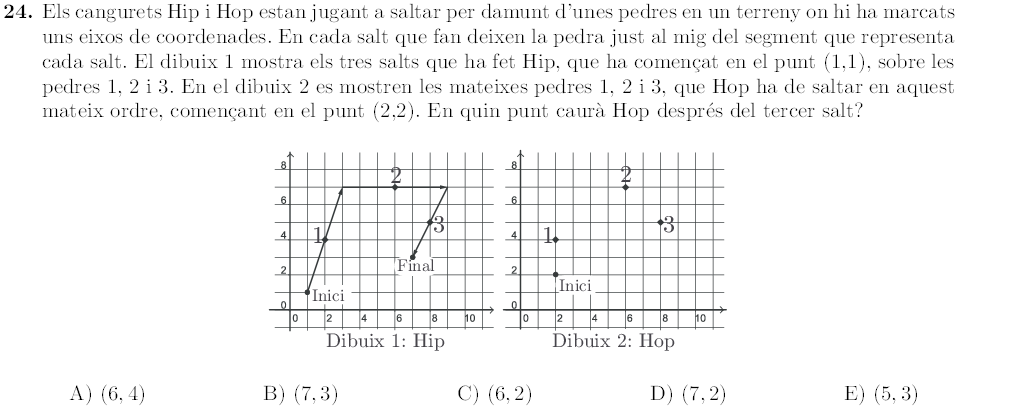 24. Els cangurets Hip i Hop estan jugant a saltar per damunt d'unes pedres en un terreny on hi ha marcats
uns eixos de coordenades. En cada salt que fan deixen la pedra just al mig del segment que representa
cada salt. El dibuix 1 mostra els tres salts que ha fet Hip, que ha començat en el punt (1,1), sobre les
pedres 1, 2 i 3. En el dibuix 2 es mostren les mateixes pedres 1, 2 i 3, que Hop ha de saltar en aquest
mateix ordre, començant en el punt (2,2). En quin punt caurà Hop després del tercer salt?
8
6
4
2
0
0 2 4 6 8 10
1
2
3
Inici
Final
Dibuix 1: Hip
8
6
4
2
0
0 2 4 6 8 10
1
2
3
Inici
Dibuix 2: Hop
A) (6, 4) B) (7, 3) C) (6, 2) D) (7, 2) E) (5, 3)